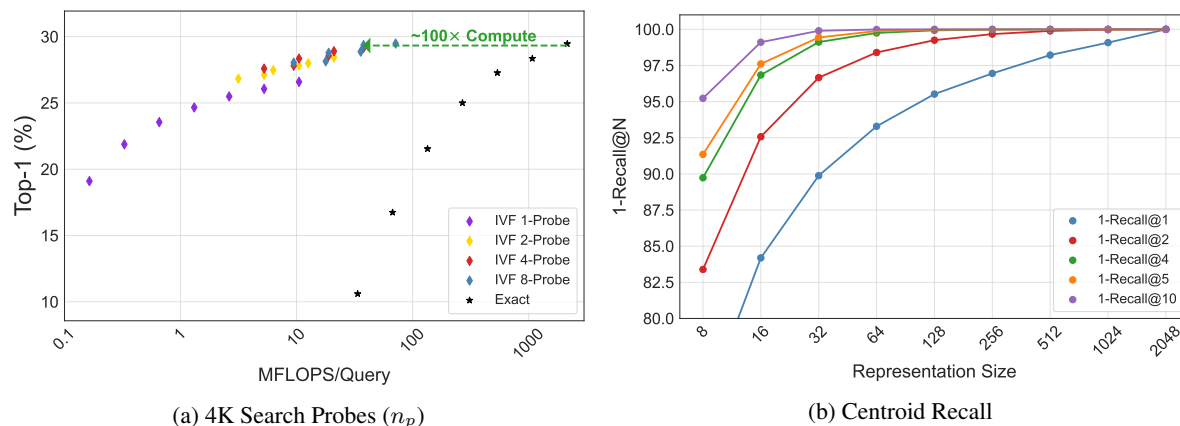 30
25
20
15
10
Top-1 (%)
~100× Compute
IVF 1-Probe
IVF 2-Probe
IVF 4-Probe
IVF 8-Probe
Exact
0.1
1
10
100
1000
MFLOPS/Query
(a) 4K Search Probes (nₚ)
100.0
97.5
95.0
92.5
90.0
87.5
85.0
82.5
80.0
1-Recall@N
1-Recall@1
1-Recall@2
1-Recall@4
1-Recall@5
1-Recall@10
8
16
32
64
128
256
512
1024
2048
Representation Size
(b) Centroid Recall